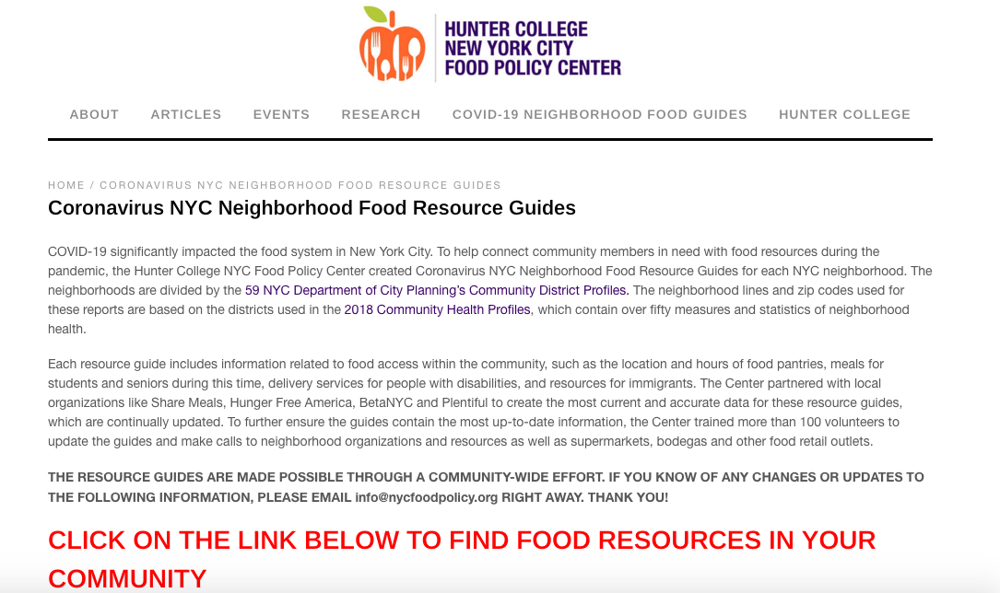 HUNTER COLLEGE
NEW YORK CITY
FOOD POLICY CENTER
ABOUT ARTICLES EVENTS RESEARCH COVID-19 NEIGHBORHOOD FOOD GUIDES HUNTER COLLEGE
HOME / CORONAVIRUS NYC NEIGHBORHOOD FOOD RESOURCE GUIDES
Coronavirus NYC Neighborhood Food Resource Guides
COVID-19 significantly impacted the food system in New York City. To help connect community members in need with food resources during the
pandemic, the Hunter College NYC Food Policy Center created Coronavirus NYC Neighborhood Food Resource Guides for each NYC neighborhood. The
neighborhoods are divided by the 59 NYC Department of City Planning’s Community District Profiles. The neighborhood lines and zip codes used for
these reports are based on the districts used in the 2018 Community Health Profiles, which contain over fifty measures and statistics of neighborhood
health.
Each resource guide includes information related to food access within the community, such as the location and hours of food pantries, meals for
students and seniors during this time, delivery services for people with disabilities, and resources for immigrants. The Center partnered with local
organizations like Share Meals, Hunger Free America, BetaNYC and Plentiful to create the most current and accurate data for these resource guides,
which are continually updated. To further ensure the guides contain the most up-to-date information, the Center trained more than 100 volunteers to
update the guides and make calls to neighborhood organizations and resources as well as supermarkets, bodegas and other food retail outlets.
THE RESOURCE GUIDES ARE MADE POSSIBLE THROUGH A COMMUNITY-WIDE EFFORT. IF YOU KNOW OF ANY CHANGES OR UPDATES TO
THE FOLLOWING INFORMATION, PLEASE EMAIL info@nycfoodpolicy.org RIGHT AWAY. THANK YOU!
CLICK ON THE LINK BELOW TO FIND FOOD RESOURCES IN YOUR
COMMUNITY